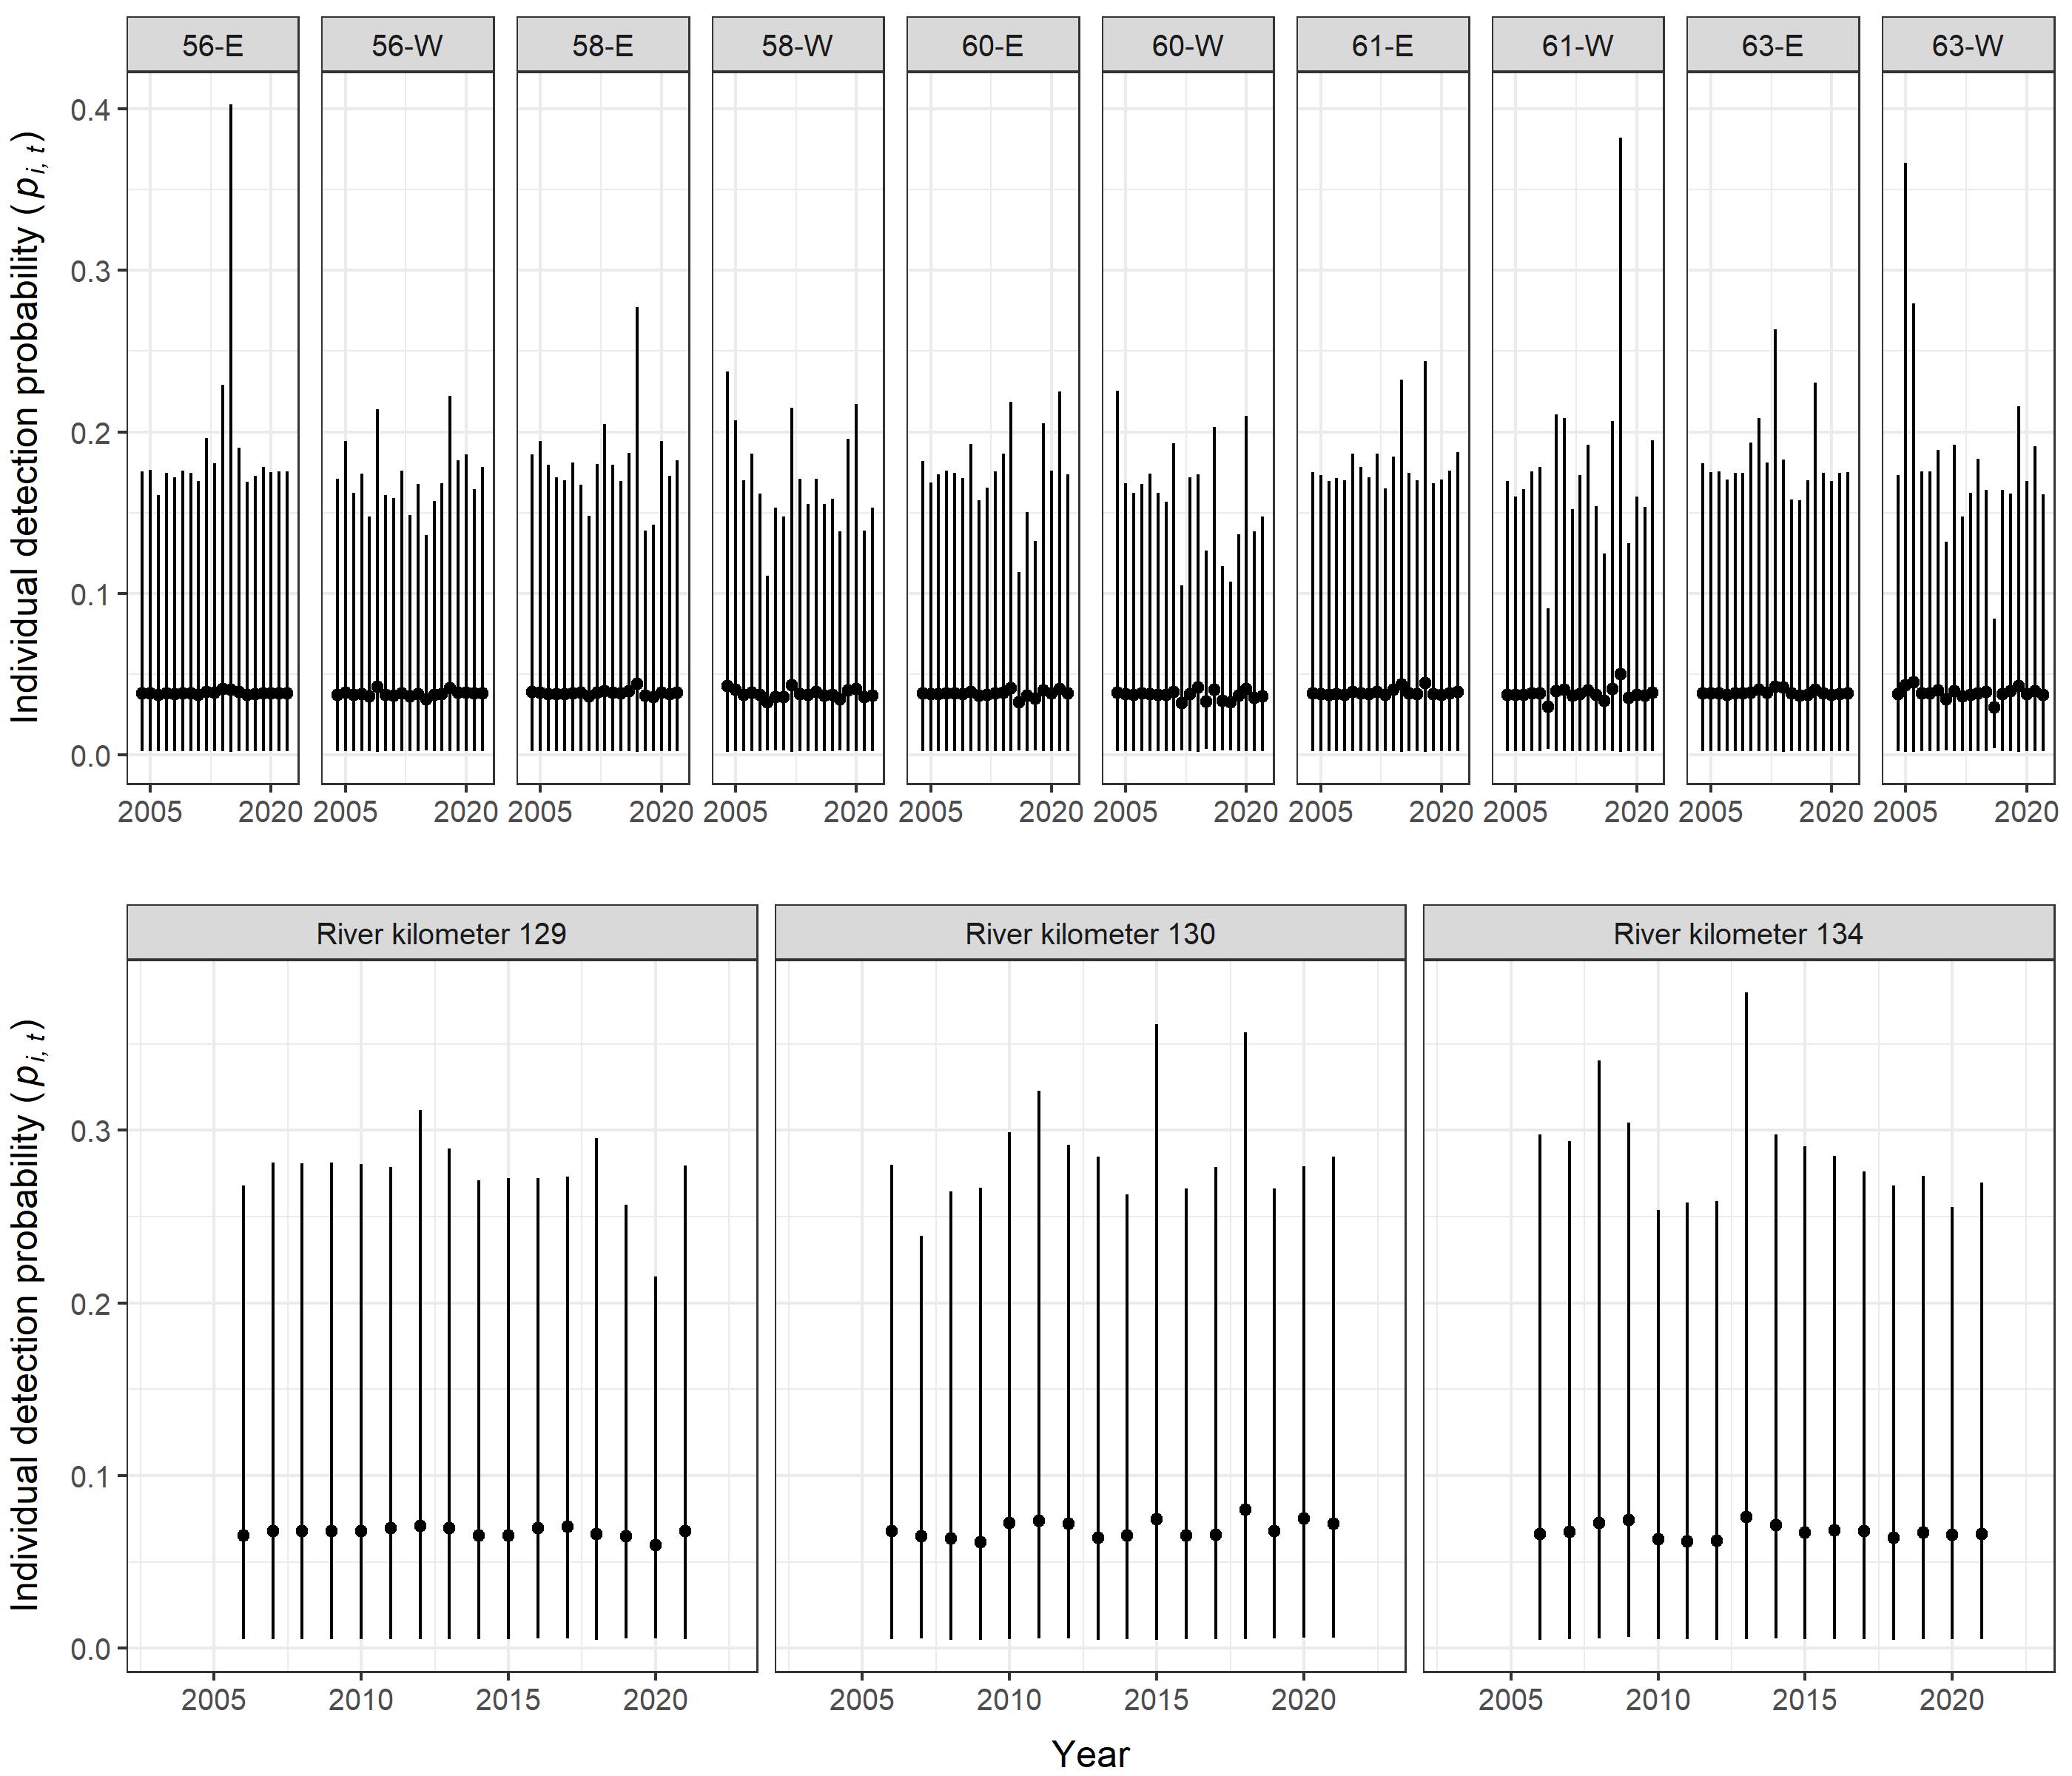 56-E 56-W 58-E 58-W 60-E 60-W 61-E 61-W 63-E 63-W
Individual detection probability (p i, t)
0.4
0.3
0.2
0.1
0.0
2005 2020 2005 2020 2005 2020 2005 2020 2005 2020 2005 2020 2005 2020 2005 2020 2005 2020 2005 2020
River kilometer 129 River kilometer 130 River kilometer 134
Individual detection probability (p i, t)
0.3
0.2
0.1
0.0
2005 2010 2015 2020 2005 2010 2015 2020 2005 2010 2015 2020
Year